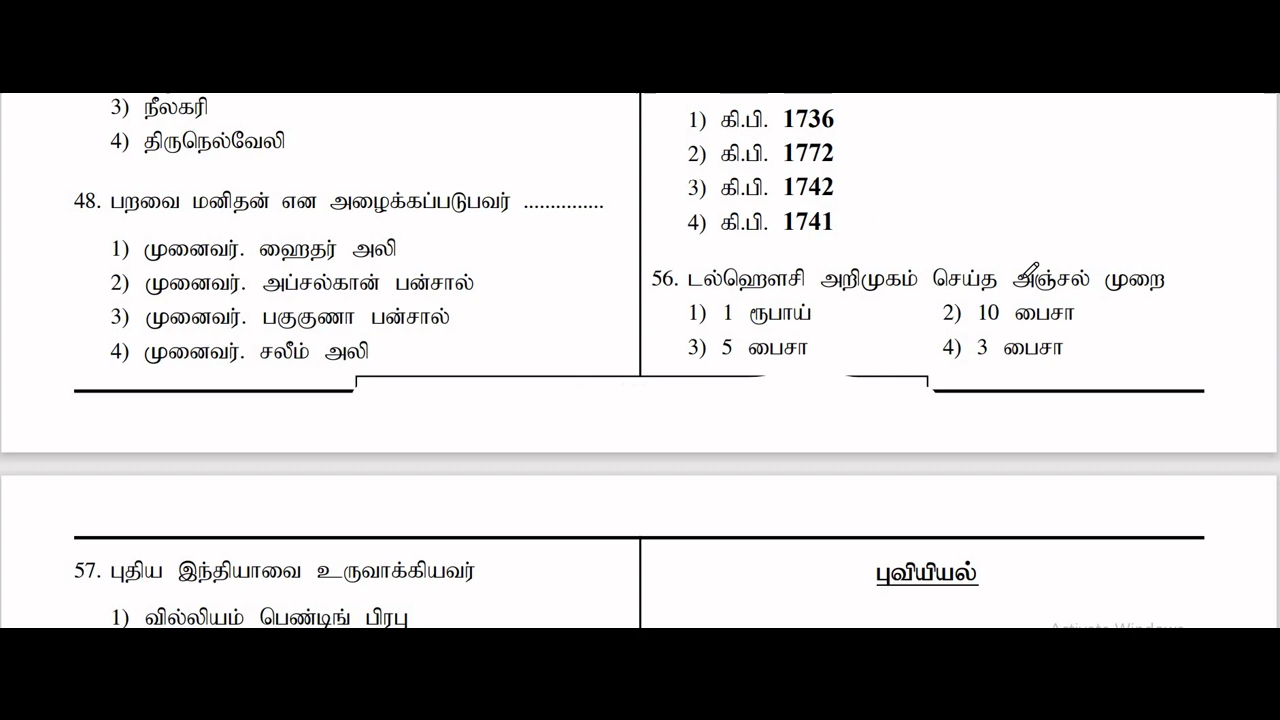 3) நீலகரி
4) திருநெல்வேலி
48. பறவை மனிதன் என அழைக்கப்படுபவர் ...............
1) முனைவர். ஹைதர் அலி
2) முனைவர். அப்சல்கான் பன்சால்
3) முனைவர். பகுகுணா பன்சால்
4) முனைவர். சலீம் அலி
1) கி.பி. 1736
2) கி.பி. 1772
3) கி.பி. 1742
4) கி.பி. 1741
56. டல்ஹௌசி அறிமுகம் செய்த அஞ்சல் முறை
1) 1 ரூபாய் 2) 10 பைசா
3) 5 பைசா 4) 3 பைசா
57. புதிய இந்தியாவை உருவாக்கியவர்
1) வில்லியம் பெண்டிங் பிரபு
புவியியல்